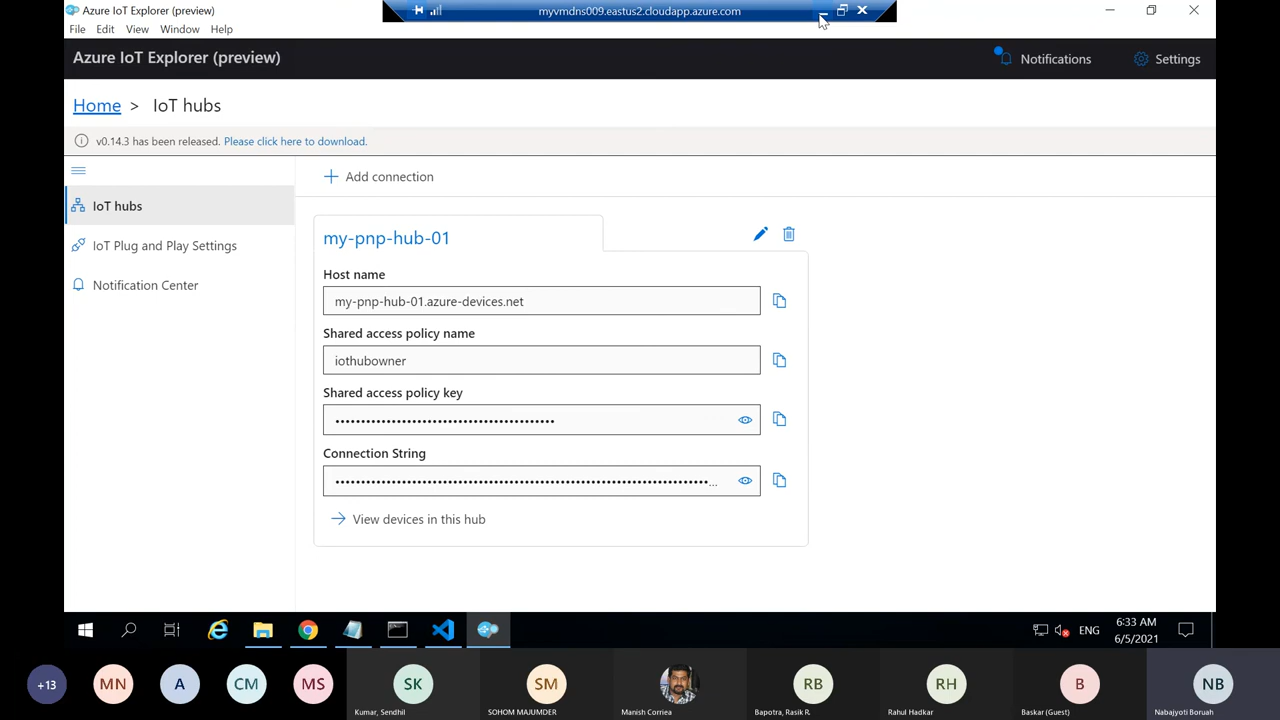 Azure IoT Explorer (preview)
myvmdns009.eastus2.cloudapp.azure.com
File Edit View Window Help
Azure IoT Explorer (preview)
Notifications
Settings
Home > IoT hubs
v0.14.3 has been released. Please click here to download.
Add connection
IoT hubs
IoT Plug and Play Settings
Notification Center
my-pnp-hub-01
Host name
my-pnp-hub-01.azure-devices.net
Shared access policy name
iothubowner
Shared access policy key
••••••••••••••••••••••••••••••••••••••••••••
Connection String
•••••••••••••••••••••••••••••••••••••••••••••••••••••••••••••••••••••••••••...
View devices in this hub
ENG
6:33 AM
6/5/2021
+13 MN A CM MS SK SM RB RH B NB
Kumar, Sendhil SOHOM MAJUMDER Manish Corriea Bapotra, Rasik R. Rahul Hadkar Baskar (Guest) Nabajyoti Boruah